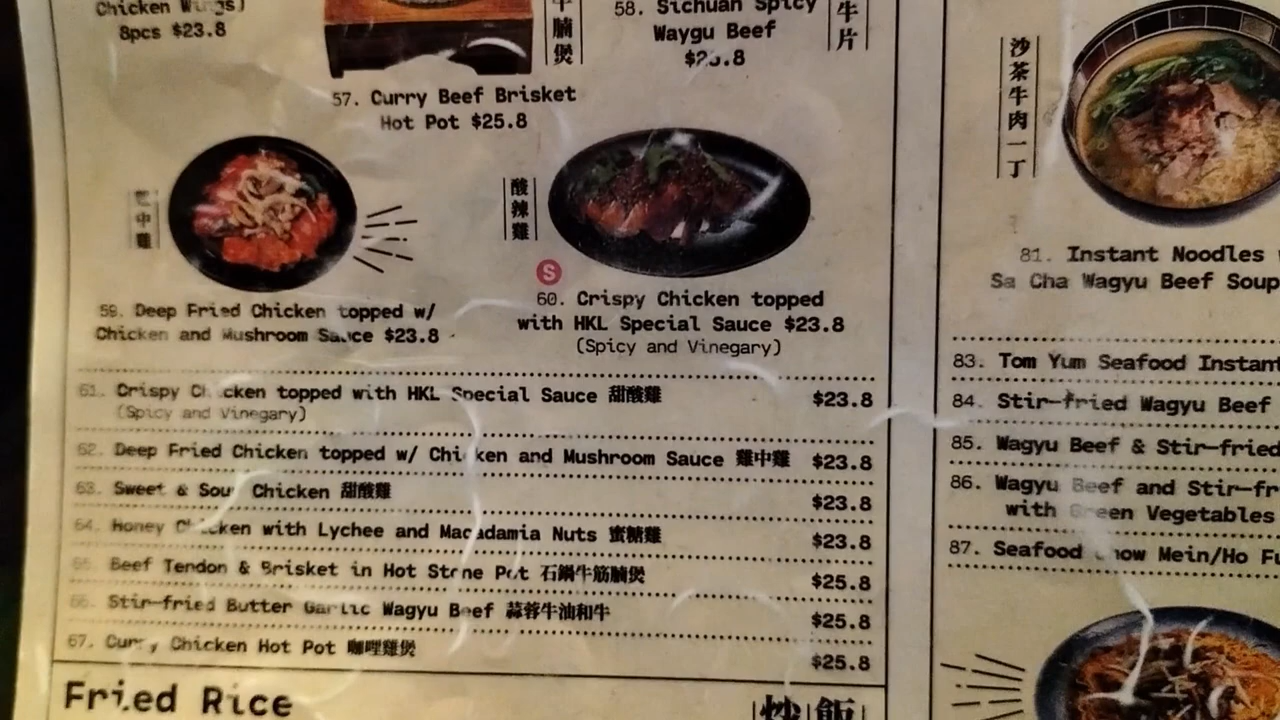 Chicken Wings)
8pcs $23.8
腩煲
57. Curry Beef Brisket
Hot Pot $25.8
58. Sichuan Spicy
Waygu Beef
牛片
中雞
59. Deep Fried Chicken topped w/
Chicken and Mushroom Sauce $23.8
酸辣雞
S
60. Crispy Chicken topped
with HKL Special Sauce $23.8
(Spicy and Vinegary)
61. Crispy Chicken topped with HKL Special Sauce 甜酸雞 $23.8
(Spicy and Vinegary)
62. Deep Fried Chicken topped w/ Chicken and Mushroom Sauce 雞中雞 $23.8
63. Sweet & Sour Chicken 甜酸雞 $23.8
64. Honey Chicken with Lychee and Macadamia Nuts 蜜糖雞 $23.8
65. Beef Tendon & Brisket in Hot Stone Pot 石鍋牛筋腩煲 $25.8
66. Stir-fried Butter Garlic Wagyu Beef 蒜蓉牛油和牛 $25.8
67. Curry Chicken Hot Pot 咖哩雞煲 $25.8
Fried Rice 炒飯
沙茶牛肉一丁
81. Instant Noodles
Sa Cha Wagyu Beef Soup
83. Tom Yum Seafood Instant
84. Stir-fried Wagyu Beef
85. Wagyu Beef & Stir-fried
86. Wagyu Beef and Stir-fr
with Green Vegetables
87. Seafood Chow Mein/Ho Fu